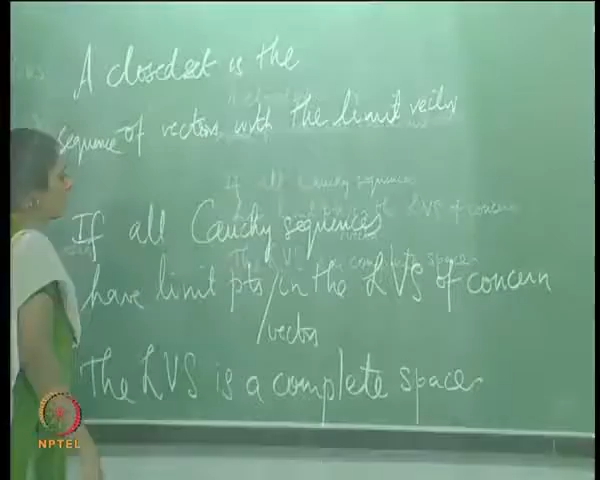 A closed set is the
sequence of vectors with the limit
If all Cauchy sequences
have limit pts / in the LVS of concern
/ vectors
The LVS is a complete space
NPTEL